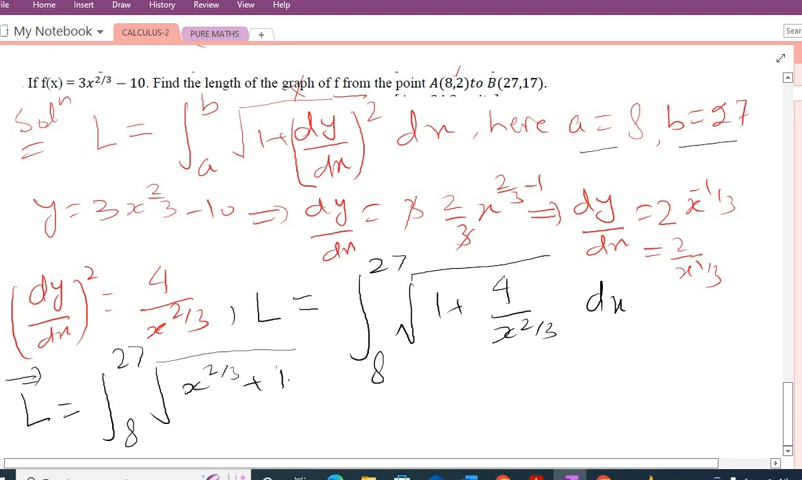 ile Home Insert Draw History Review View Help
My Notebook CALCULUS-2 PURE MATHS + Sear
If f(x) = 3x^{2/3} − 10. Find the length of the graph of f from the point A(8,2)to B(27,17).
Solⁿ L = ∫_a^b √(1+(dy/dx)^2) dx, here a = 8, b = 27
y = 3x^{2/3} - 10 ⇒ dy/dx = 3 2/3 x^{2/3 -1} ⇒ dy/dx = 2 x^{-1/3}
= 2/x^{1/3}
(dy/dx)^2 = 4/x^{2/3}, L = ∫_8^27 √(1+ 4/x^{2/3}) dx
⇒ L = ∫_8^27 √(x^{2/3} +